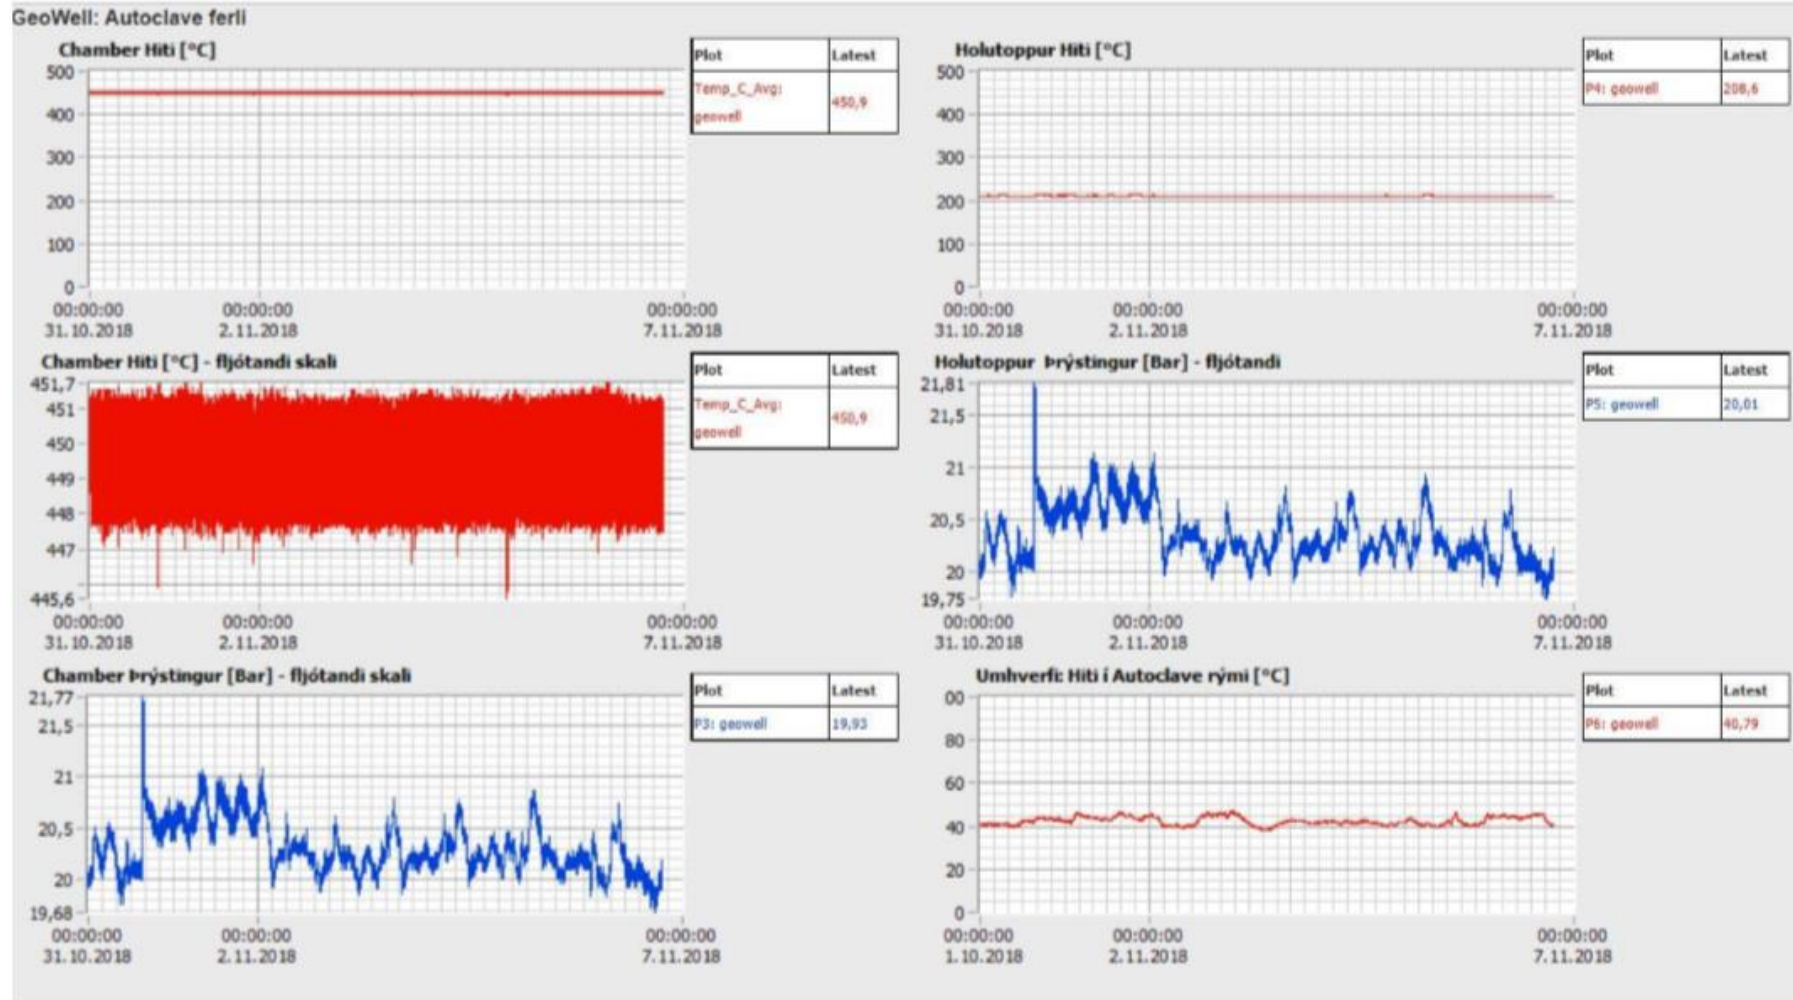 GeoWell: Autoclave ferli
Chamber Hiti [°C]
Plot Latest
Temp_C_Avg: geowell 450,9
500
400
300
200
100
0
00:00:00 00:00:00 00:00:00
31.10.2018 2.11.2018 7.11.2018
Holutoppur Hiti [°C]
Plot Latest
P4: geowell 208,6
500
400
300
200
100
0
00:00:00 00:00:00 00:00:00
31.10.2018 2.11.2018 7.11.2018
Chamber Hiti [°C] - fljótandi skali
Plot Latest
Temp_C_Avg: geowell 450,9
451,7
451
450
449
448
447
445,6
00:00:00 00:00:00 00:00:00
31.10.2018 2.11.2018 7.11.2018
Holutoppur Þrýstingur [Bar] - fljótandi
Plot Latest
P5: geowell 20,01
21,81
21,5
21
20,5
20
19,75
00:00:00 00:00:00 00:00:00
31.10.2018 2.11.2018 7.11.2018
Chamber Þrýstingur [Bar] - fljótandi skali
Plot Latest
P3: geowell 19,93
21,77
21,5
21
20,5
20
19,68
00:00:00 00:00:00 00:00:00
31.10.2018 2.11.2018 7.11.2018
Umhverfi: Hiti í Autoclave rými [°C]
Plot Latest
P6: geowell 40,79
00
80
60
40
20
0
00:00:00 00:00:00 00:00:00
1.10.2018 2.11.2018 7.11.2018